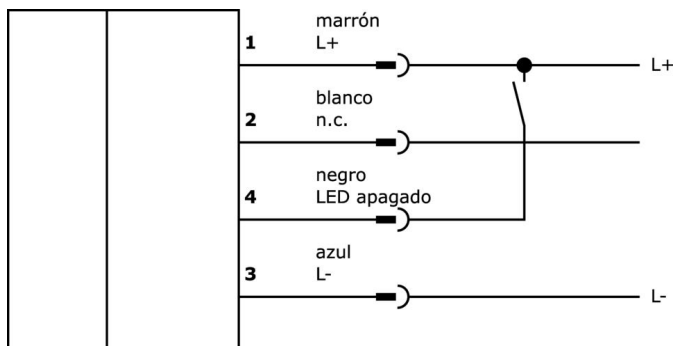 marrón
1 L+
L+
blanco
2 n.c.
negro
4 LED apagado
azul
3 L-
L-